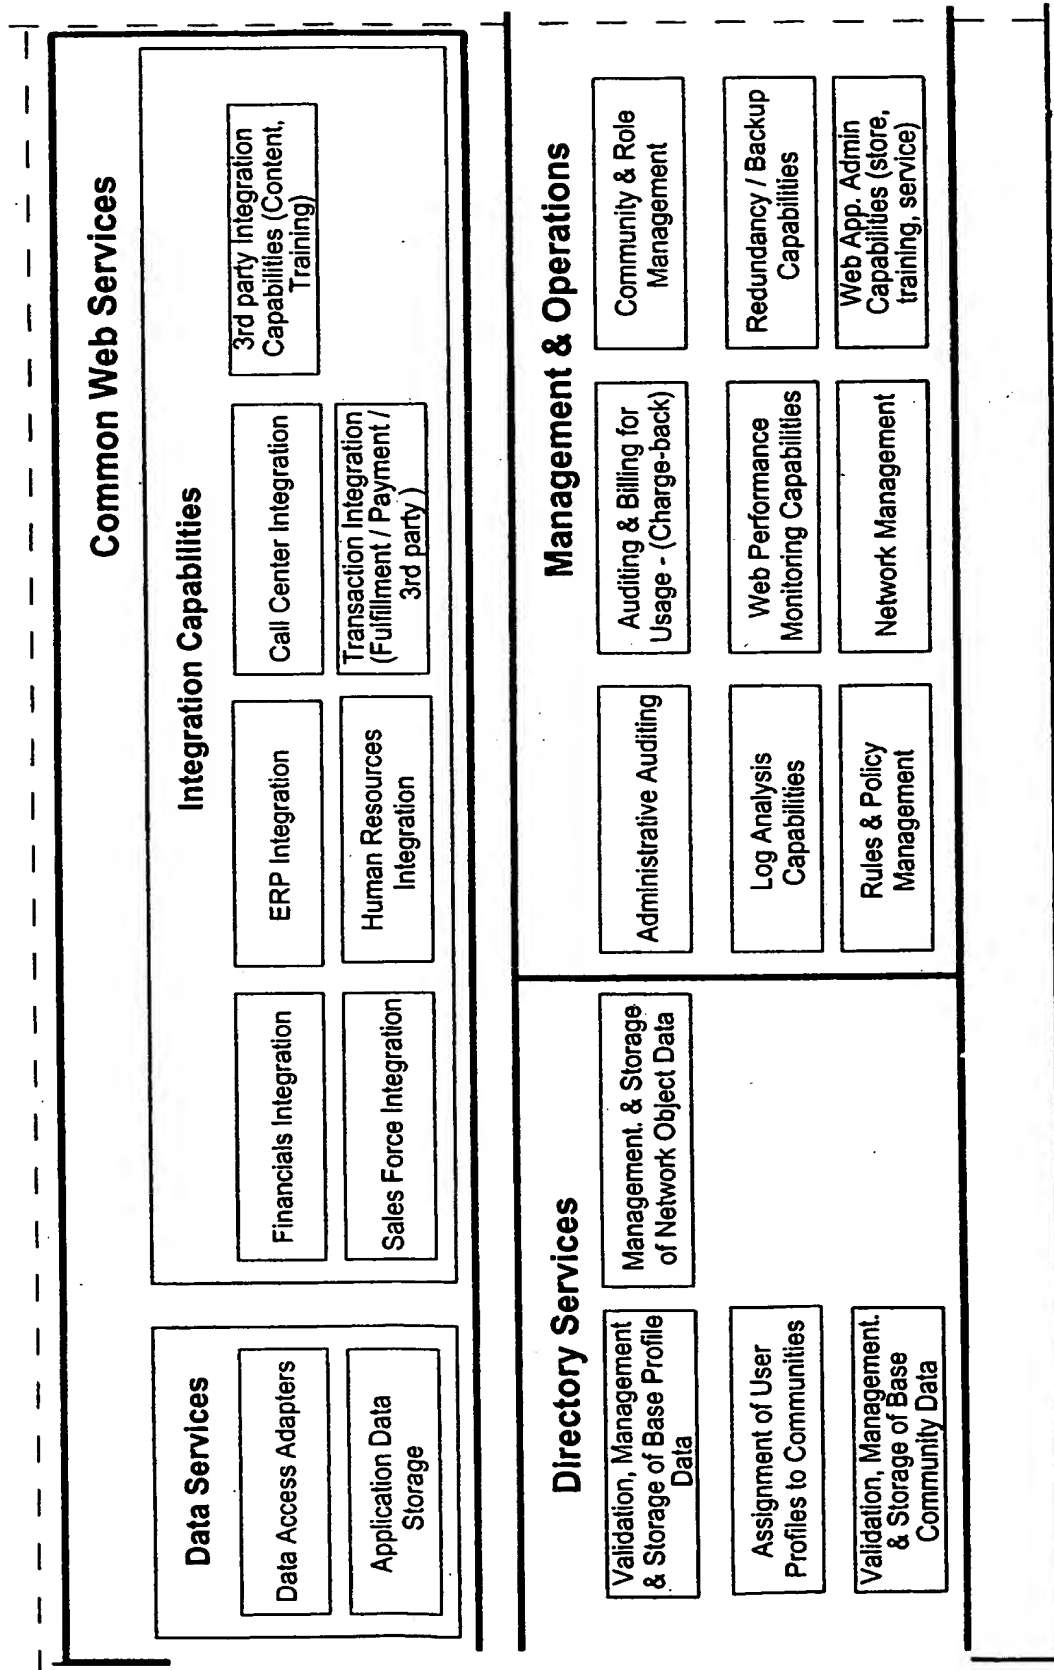 Common Web Services
Data Services
Data Access Adapters
Application Data
Storage
Integration Capabilities
Financials Integration
ERP Integration
Call Center Integration
3rd party Integration
Capabilities (Content,
Training)
Sales Force Integration
Human Resources
Integration
Transaction Integration
(Fulfillment / Payment /
3rd party )
Directory Services
Validation, Management
& Storage of Base Profile
Data
Management. & Storage
of Network Object Data
Assignment of User
Profiles to Communities
Validation, Management.
& Storage of Base
Community Data
Management & Operations
Administrative Auditing
Auditing & Billing for
Usage - (Charge-back)
Community & Role
Management
Log Analysis
Capabilities
Web Performance
Monitoring Capabilities
Redundancy / Backup
Capabilities
Rules & Policy
Management
Network Management
Web App. Admin
Capabilities (store,
training, service)